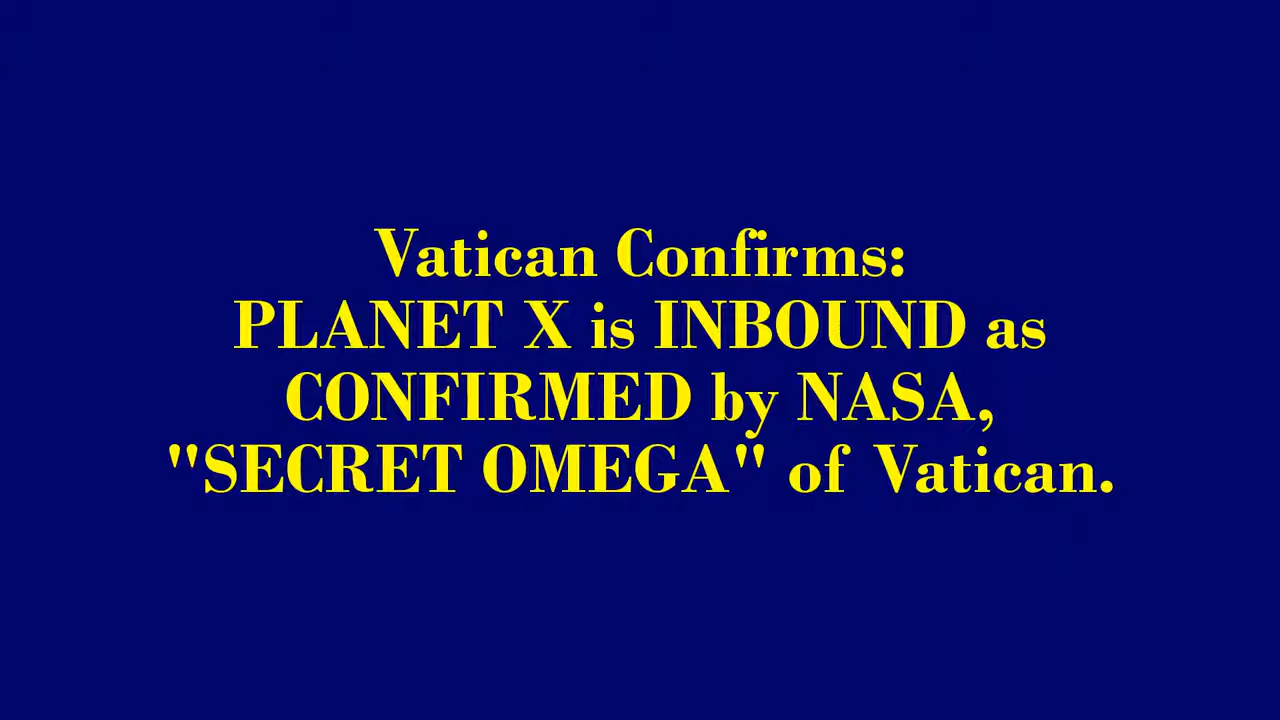 Vatican Confirms:
PLANET X is INBOUND as
CONFIRMED by NASA,
"SECRET OMEGA" of Vatican.